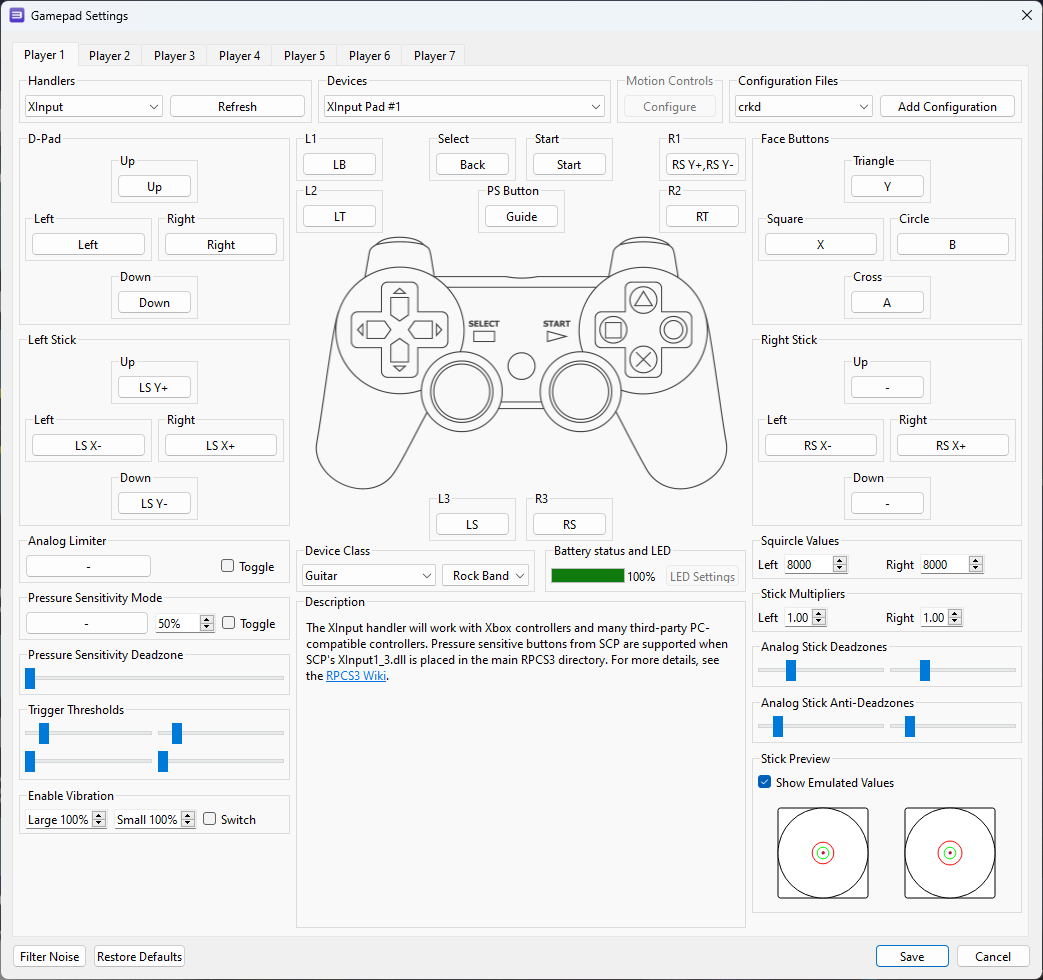 Gamepad Settings
Player 1 Player 2 Player 3 Player 4 Player 5 Player 6 Player 7
Handlers Devices Motion Controls Configuration Files
XInput Refresh XInput Pad #1 Configure crkd Add Configuration
D-Pad
Up
Up
Left Right
Left Right
Down
Down
L1 Select Start R1
LB Back Start RS Y+,RS Y-
L2 PS Button R2
LT Guide RT
Face Buttons
Triangle
Y
Square Circle
X B
Cross
A
SELECT START
Left Stick
Up
LS Y+
Left Right
LS X- LS X+
Down
LS Y-
Right Stick
Up
-
Left Right
RS X- RS X+
Down
-
L3 R3
LS RS
Analog Limiter
- Toggle
Pressure Sensitivity Mode
- 50% Toggle
Pressure Sensitivity Deadzone
Trigger Thresholds
Enable Vibration
Large 100% Small 100% Switch
Device Class Battery status and LED
Guitar Rock Band 100% LED Settings
Description
The XInput handler will work with Xbox controllers and many third-party PC-
compatible controllers. Pressure sensitive buttons from SCP are supported when
SCP's XInput1_3.dll is placed in the main RPCS3 directory. For more details, see
the RPCS3 Wiki.
Squircle Values
Left 8000 Right 8000
Stick Multipliers
Left 1.00 Right 1.00
Analog Stick Deadzones
Analog Stick Anti-Deadzones
Stick Preview
Show Emulated Values
Filter Noise Restore Defaults Save Cancel